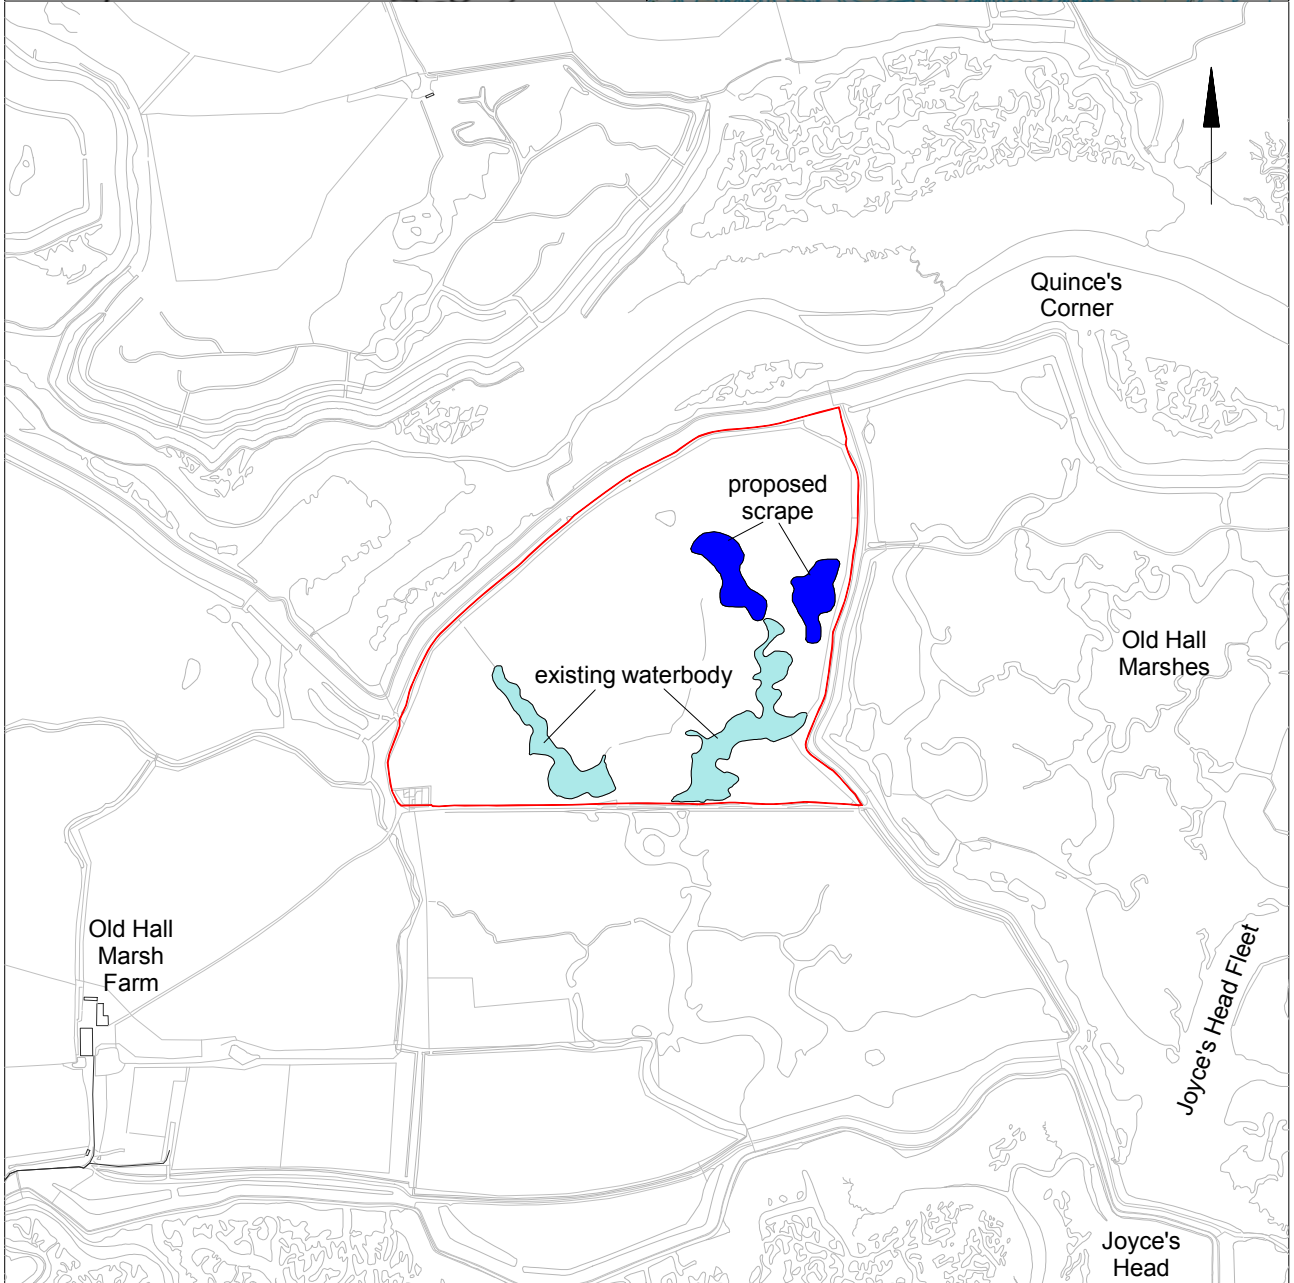 Quince's
Corner
proposed
scrape
Old Hall
Marshes
existing waterbody
Old Hall
Marsh
Farm
Joyce's Head Fleet
Joyce's
Head